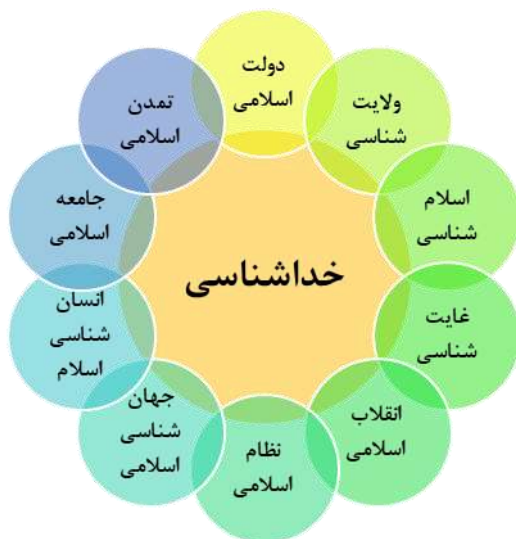 دولت
اسلامی
ولایت
شناسی
اسلام
شناسی
غایت
شناسی
انقلاب
اسلامی
نظام
اسلامی
جهان
شناسی
اسلامی
انسان
شناسی
اسلام
جامعه
اسلامی
تمدن
اسلامی
خداشناسی